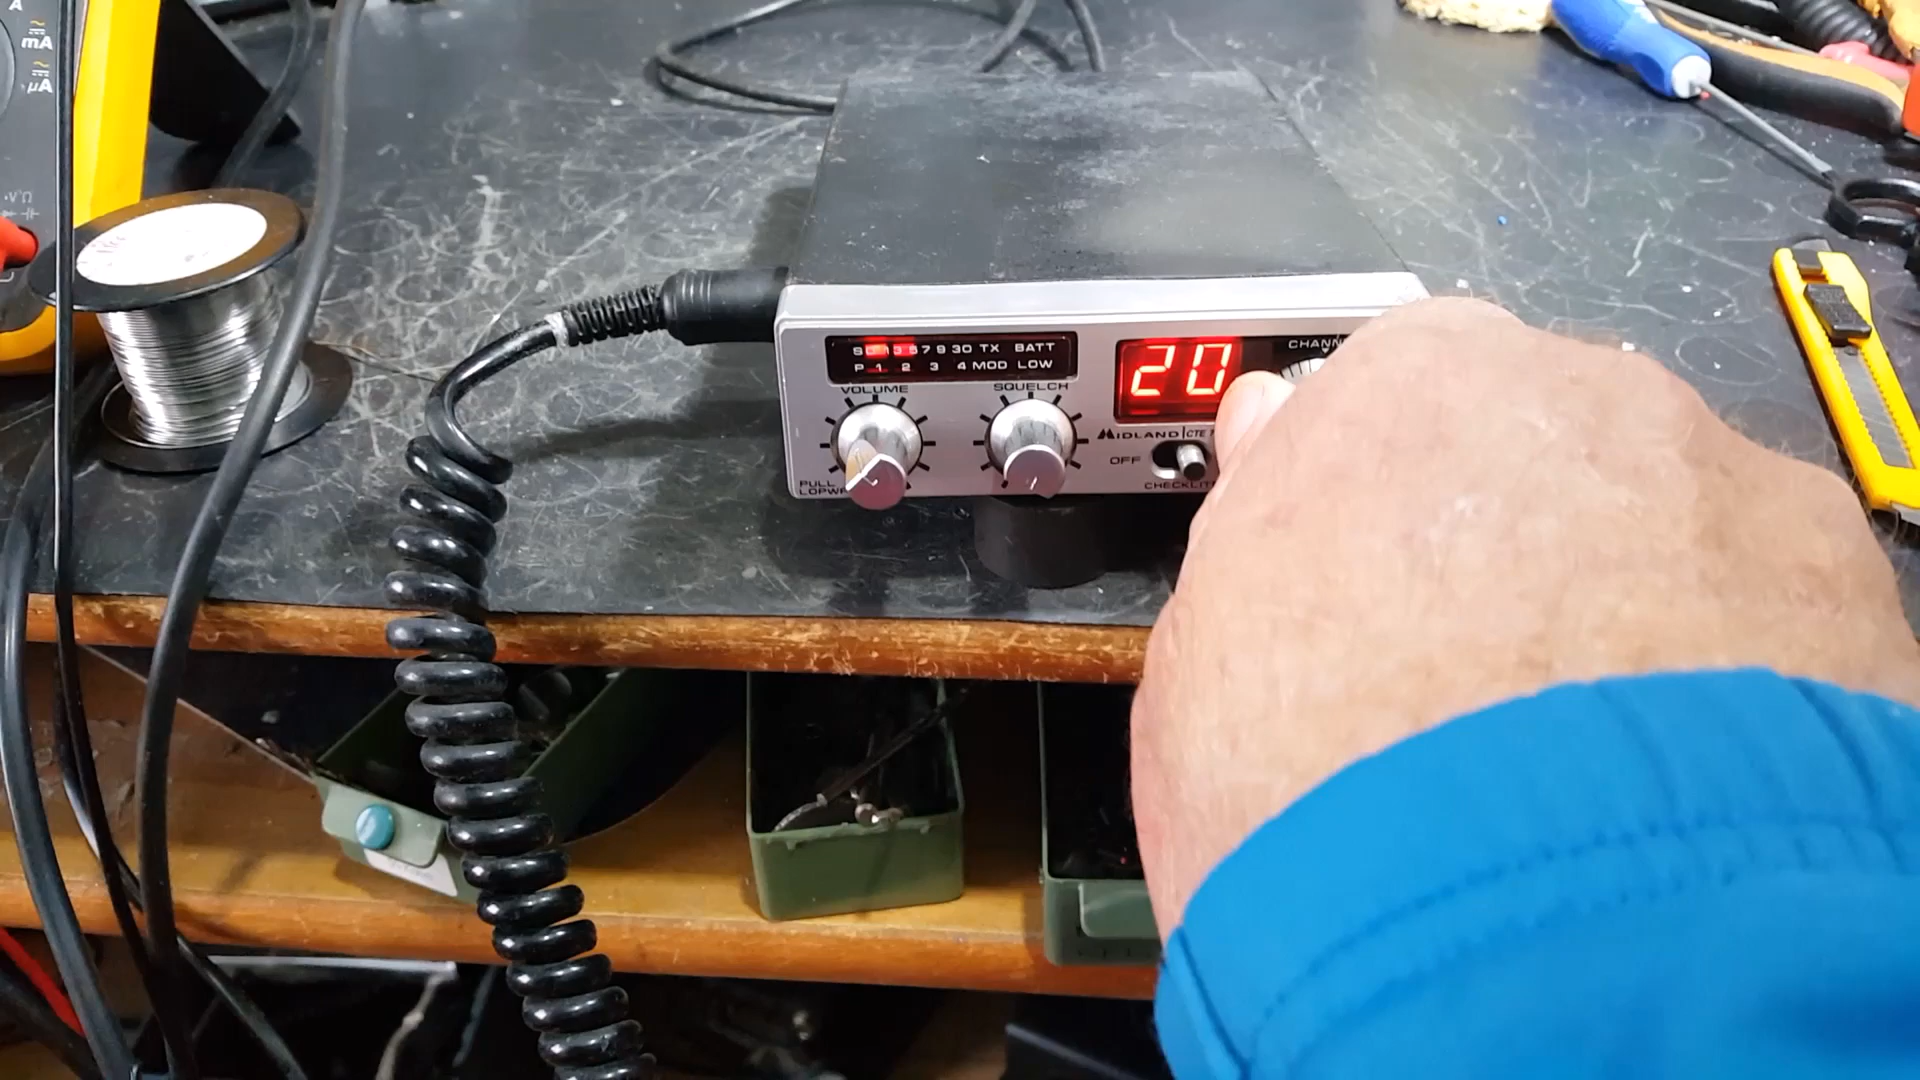 A
mA
µA
S 1 3 5 7 9 30 TX BATT
P 1 2 3 4 MOD LOW
20
VOLUME
SQUELCH
MIDLAND CTE
OFF
PULL